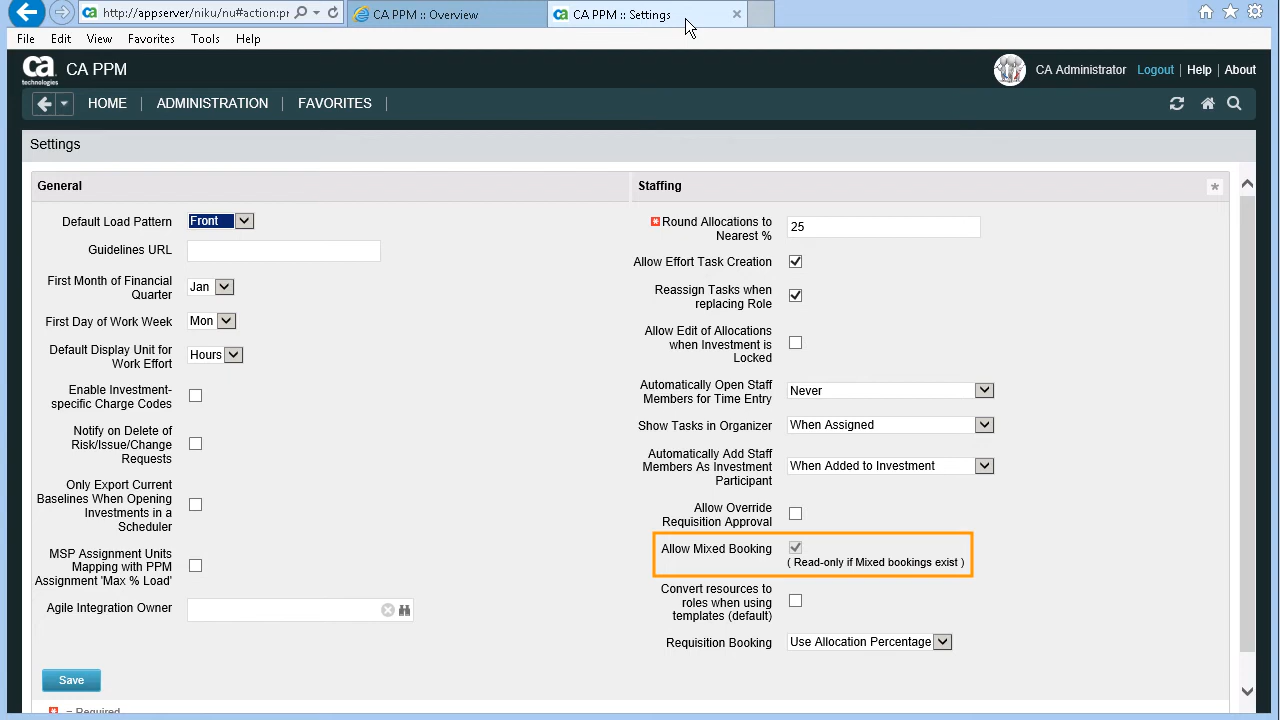 http://appserver/niku/nu#action:pr
CA PPM :: Overview
CA PPM :: Settings
File Edit View Favorites Tools Help
ca
technologies
CA PPM
CA Administrator Logout Help About
HOME ADMINISTRATION FAVORITES
Settings
General
Default Load Pattern Front
Guidelines URL
First Month of Financial
Quarter
Jan
First Day of Work Week Mon
Default Display Unit for
Work Effort
Hours
Enable Investment-
specific Charge Codes
Notify on Delete of
Risk/Issue/Change
Requests
Only Export Current
Baselines When Opening
Investments in a
Scheduler
MSP Assignment Units
Mapping with PPM
Assignment 'Max % Load'
Agile Integration Owner
Save
= Required
Staffing
Round Allocations to
Nearest %
25
Allow Effort Task Creation
Reassign Tasks when
replacing Role
Allow Edit of Allocations
when Investment is
Locked
Automatically Open Staff
Members for Time Entry
Never
Show Tasks in Organizer When Assigned
Automatically Add Staff
Members As Investment
Participant
When Added to Investment
Allow Override
Requisition Approval
Allow Mixed Booking
( Read-only if Mixed bookings exist )
Convert resources to
roles when using
templates (default)
Requisition Booking Use Allocation Percentage